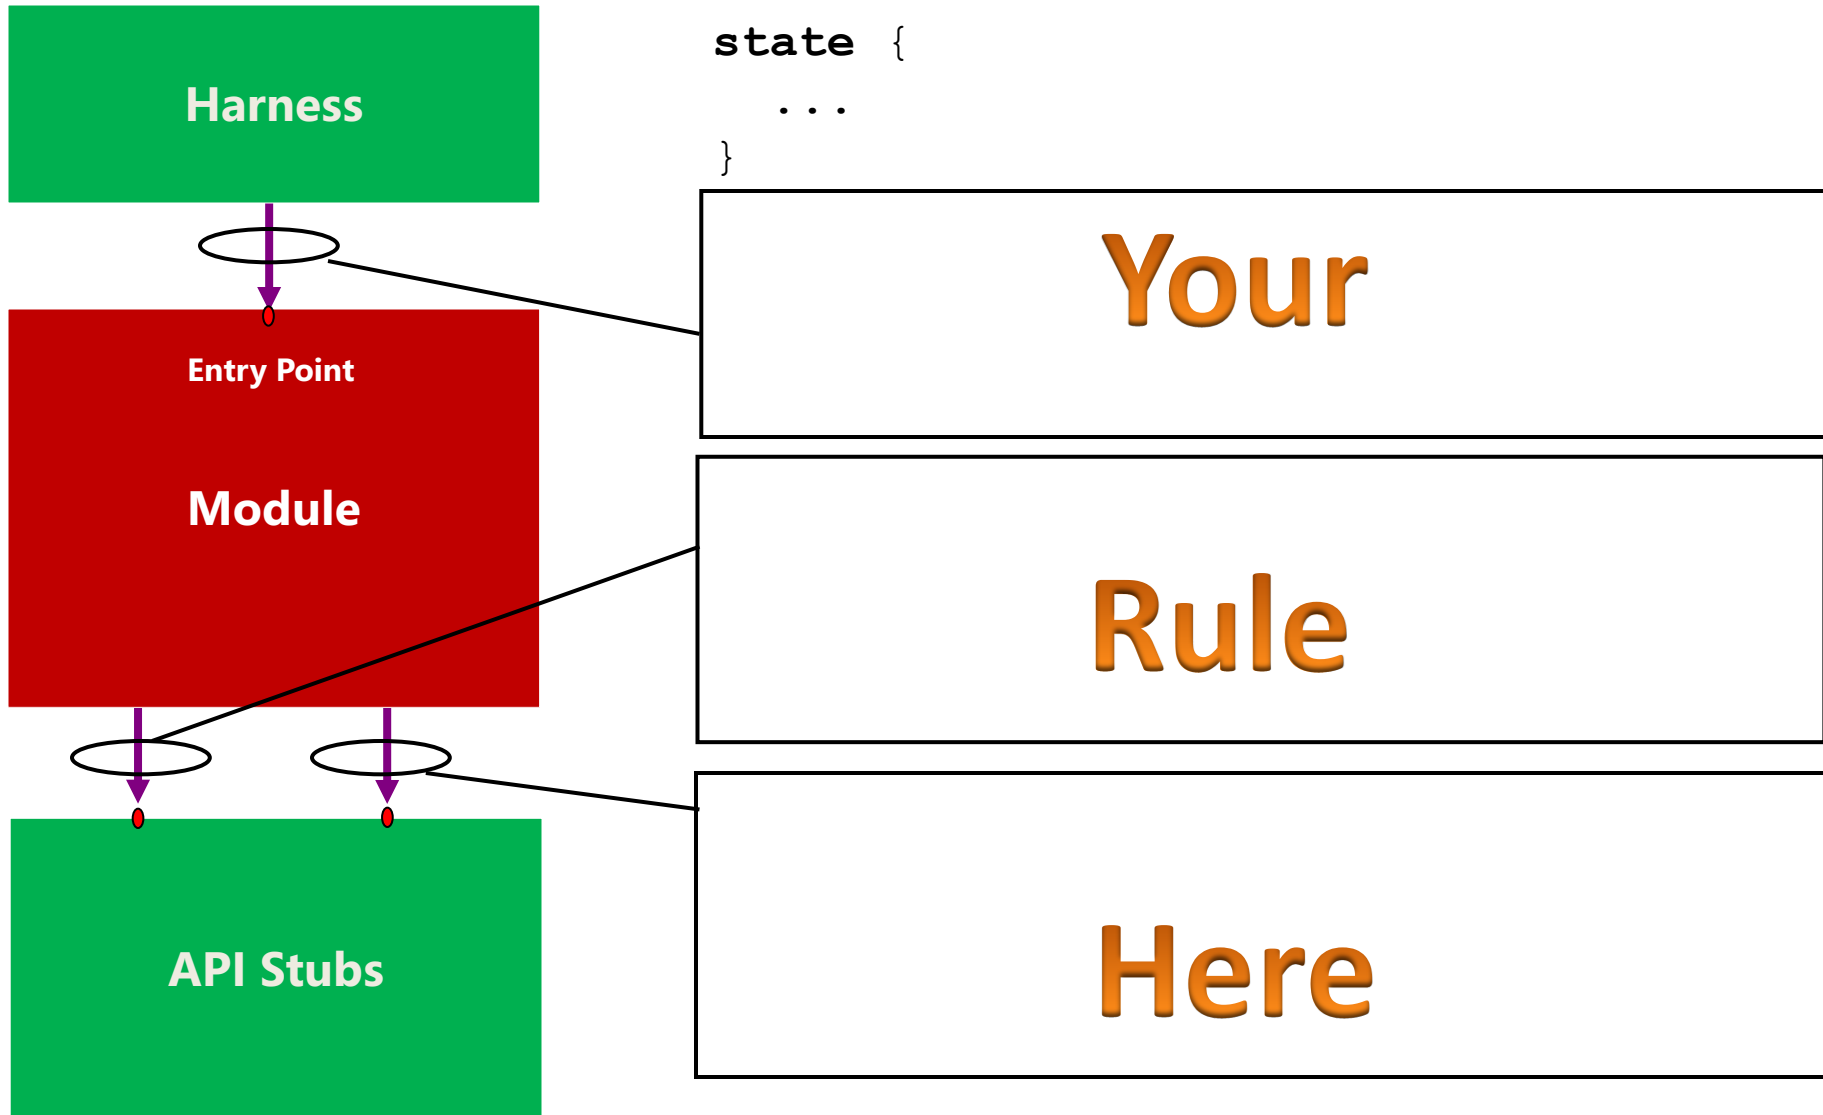 Harness
Entry Point
Module
API Stubs
state {
...
}
Your
Rule
Here